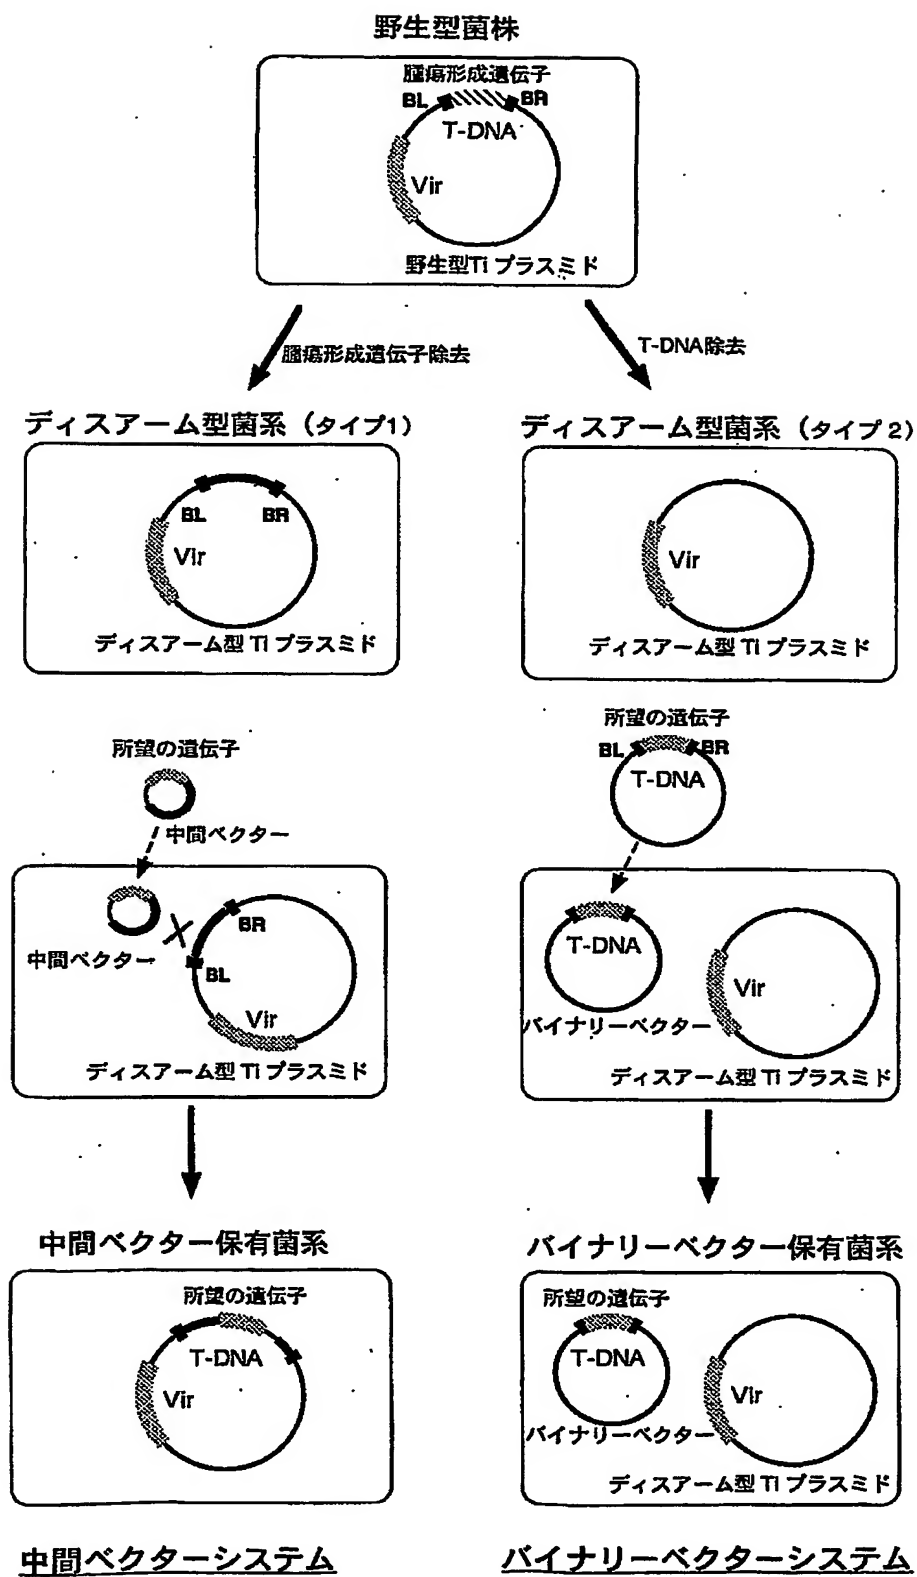 野生型菌株
腫瘍形成遺伝子
BL
BR
T-DNA
Vir
野生型Ti プラスミド
腫瘍形成遺伝子除去
T-DNA除去
ディスアーム型菌系（タイプ1）
BL
BR
Vir
ディスアーム型 Ti プラスミド
ディスアーム型菌系（タイプ 2）
Vir
ディスアーム型 Ti プラスミド
所望の遺伝子
中間ベクター
中間ベクター
BR
BL
Vir
ディスアーム型 Ti プラスミド
所望の遺伝子
BL
BR
T-DNA
T-DNA
Vir
バイナリーベクター
ディスアーム型 Ti プラスミド
中間ベクター保有菌系
所望の遺伝子
T-DNA
Vir
バイナリーベクター保有菌系
所望の遺伝子
T-DNA
Vir
バイナリーベクター
ディスアーム型 Ti プラスミド
中間ベクターシステム
バイナリーベクターシステム